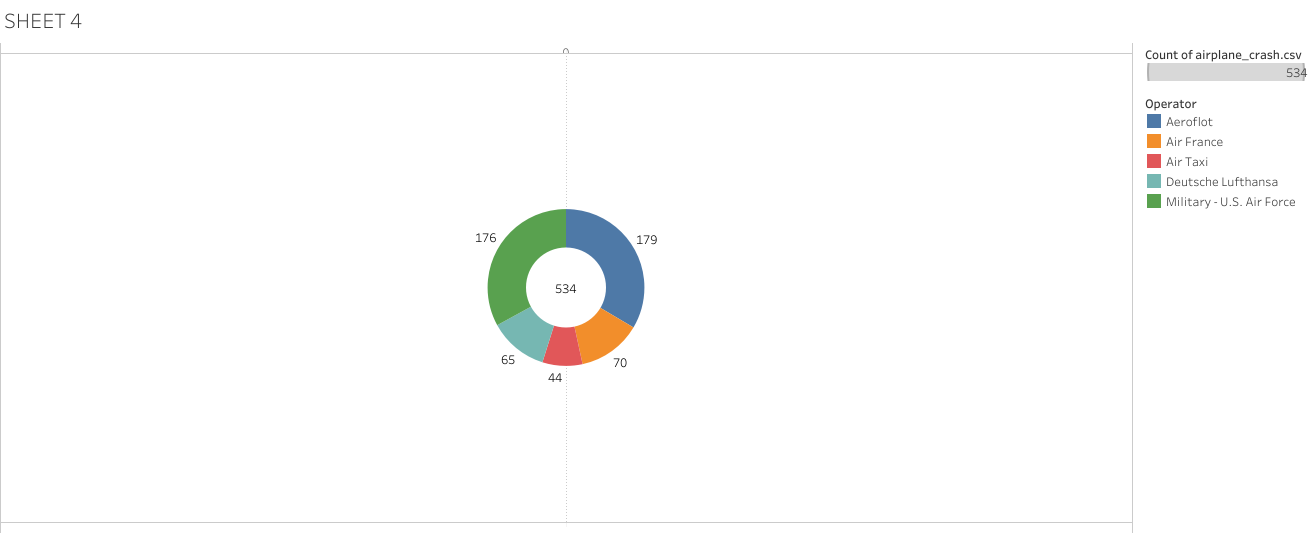 SHEET 4
0
Count of airplane_crash.csv
534
Operator
Aeroflot
Air France
Air Taxi
Deutsche Lufthansa
Military - U.S. Air Force
176
179
534
65
70
44